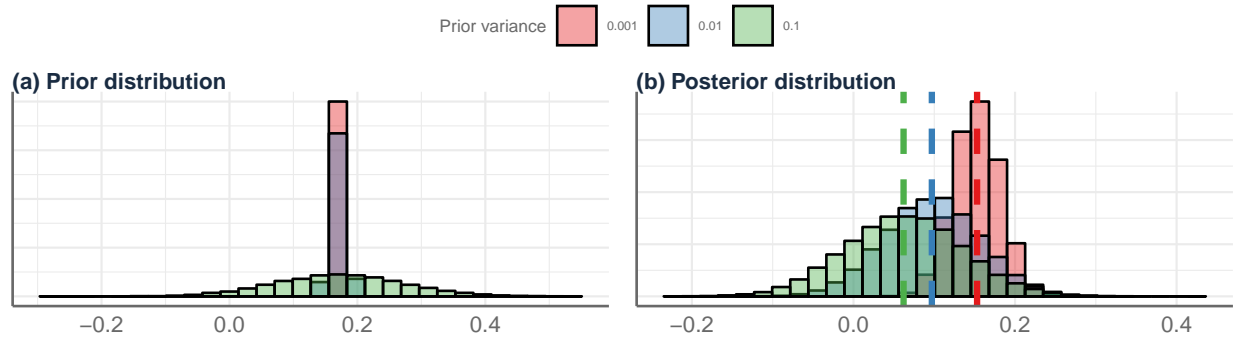 Prior variance 0.001 0.01 0.1
(a) Prior distribution
−0.2 0.0 0.2 0.4
(b) Posterior distribution
−0.2 0.0 0.2 0.4